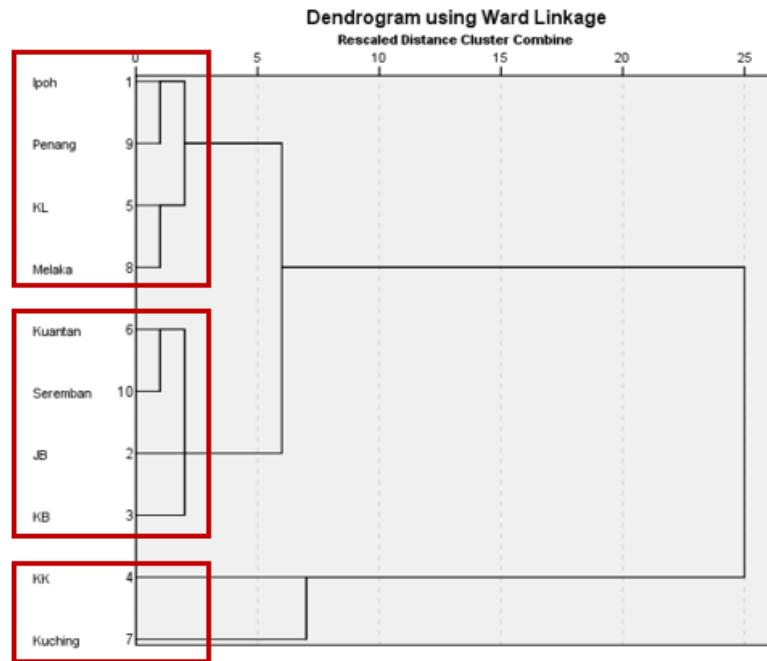 Dendrogram using Ward Linkage
Rescaled Distance Cluster Combine
0 5 10 15 20 25
Ipoh 1
Penang 9
KL 5
Melaka 8
Kuantan 6
Seremban 10
JB 2
KB 3
KK 4
Kuching 7